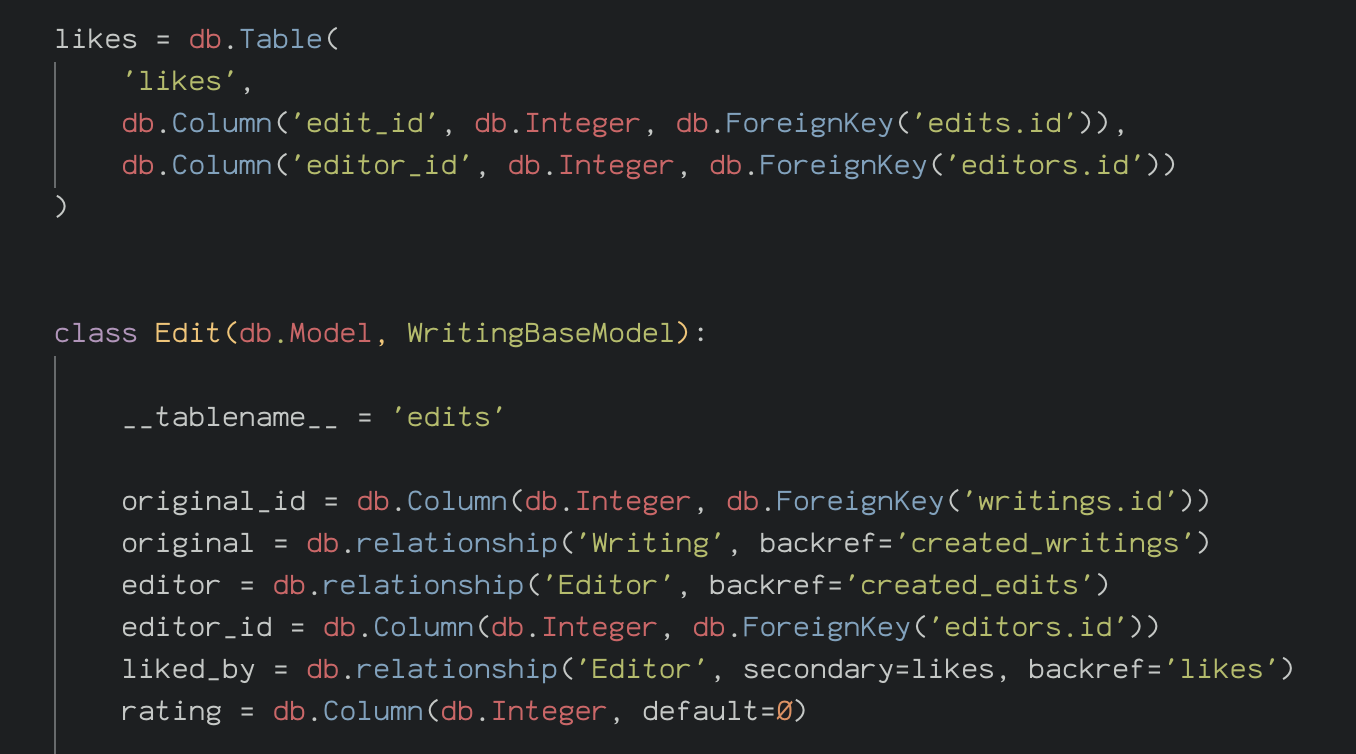 likes = db.Table(
    'likes',
    db.Column('edit_id', db.Integer, db.ForeignKey('edits.id')),
    db.Column('editor_id', db.Integer, db.ForeignKey('editors.id'))
)
class Edit(db.Model, WritingBaseModel):
    __tablename__ = 'edits'
    original_id = db.Column(db.Integer, db.ForeignKey('writings.id'))
    original = db.relationship('Writing', backref='created_writings')
    editor = db.relationship('Editor', backref='created_edits')
    editor_id = db.Column(db.Integer, db.ForeignKey('editors.id'))
    liked_by = db.relationship('Editor', secondary=likes, backref='likes')
    rating = db.Column(db.Integer, default=0)